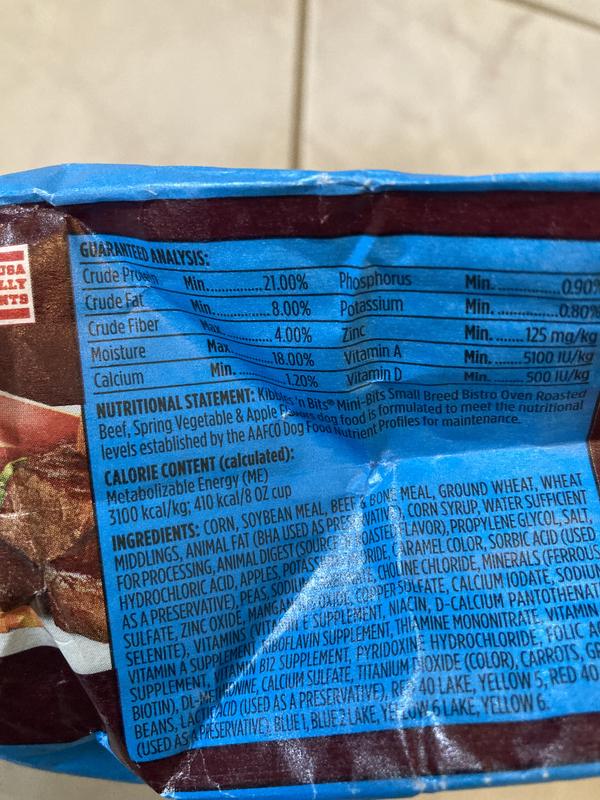 USA
LLY
NTS
GUARANTEED ANALYSIS:
Crude Protein Min..............21.00% Phosphorus Min. ..............0.90%
Crude Fat Min...............8.00% Potassium Min. ..............0.80%
Crude Fiber Max...............4.00% Zinc Min. .......125 mg/kg
Moisture Max. ..........18.00% Vitamin A Min. .......5100 IU/kg
Calcium Min. ..............1.20% Vitamin D Min. .........500 IU/kg
NUTRITIONAL STATEMENT: Kibbles 'n Bits® Mini-Bits Small Breed Bistro Oven Roasted
Beef, Spring Vegetable & Apple Flavors dog food is formulated to meet the nutritional
levels established by the AAFCO Dog Food Nutrient Profiles for maintenance.
CALORIE CONTENT (calculated):
Metabolizable Energy (ME)
3100 kcal/kg; 410 kcal/8 OZ cup
INGREDIENTS: CORN, SOYBEAN MEAL, BEEF & BONE MEAL, GROUND WHEAT, WHEAT
MIDDLINGS, ANIMAL FAT (BHA USED AS PRESERVATIVE), CORN SYRUP, WATER SUFFICIENT
FOR PROCESSING, ANIMAL DIGEST (SOURCE OF ROASTED FLAVOR), PROPYLENE GLYCOL, SALT,
HYDROCHLORIC ACID, APPLES, POTASSIUM CHLORIDE, CARAMEL COLOR, SORBIC ACID (USED
AS A PRESERVATIVE), PEAS, SODIUM CHOLINE CHLORIDE, MINERALS (FERROUS
SULFATE, ZINC OXIDE, MANGANOUS OXIDE, COPPER SULFATE, CALCIUM IODATE, SODIUM
SELENITE), VITAMINS (VITAMIN E SUPPLEMENT, NIACIN, D-CALCIUM PANTOTHENAT
VITAMIN A SUPPLEMENT, RIBOFLAVIN SUPPLEMENT, THIAMINE MONONITRATE, VITAMIN
SUPPLEMENT, VITAMIN B12 SUPPLEMENT, PYRIDOXINE HYDROCHLORIDE, FOLIC AC
BIOTIN), DL-METHIONINE, CALCIUM SULFATE, TITANIUM DIOXIDE (COLOR), CARROTS, GR
BEANS, LACTIC ACID (USED AS A PRESERVATIVE), RED 40 LAKE, YELLOW 5, RED 40
(USED AS A PRESERVATIVE), BLUE 1, BLUE 2 LAKE, YELLOW 6 LAKE, YELLOW 6.